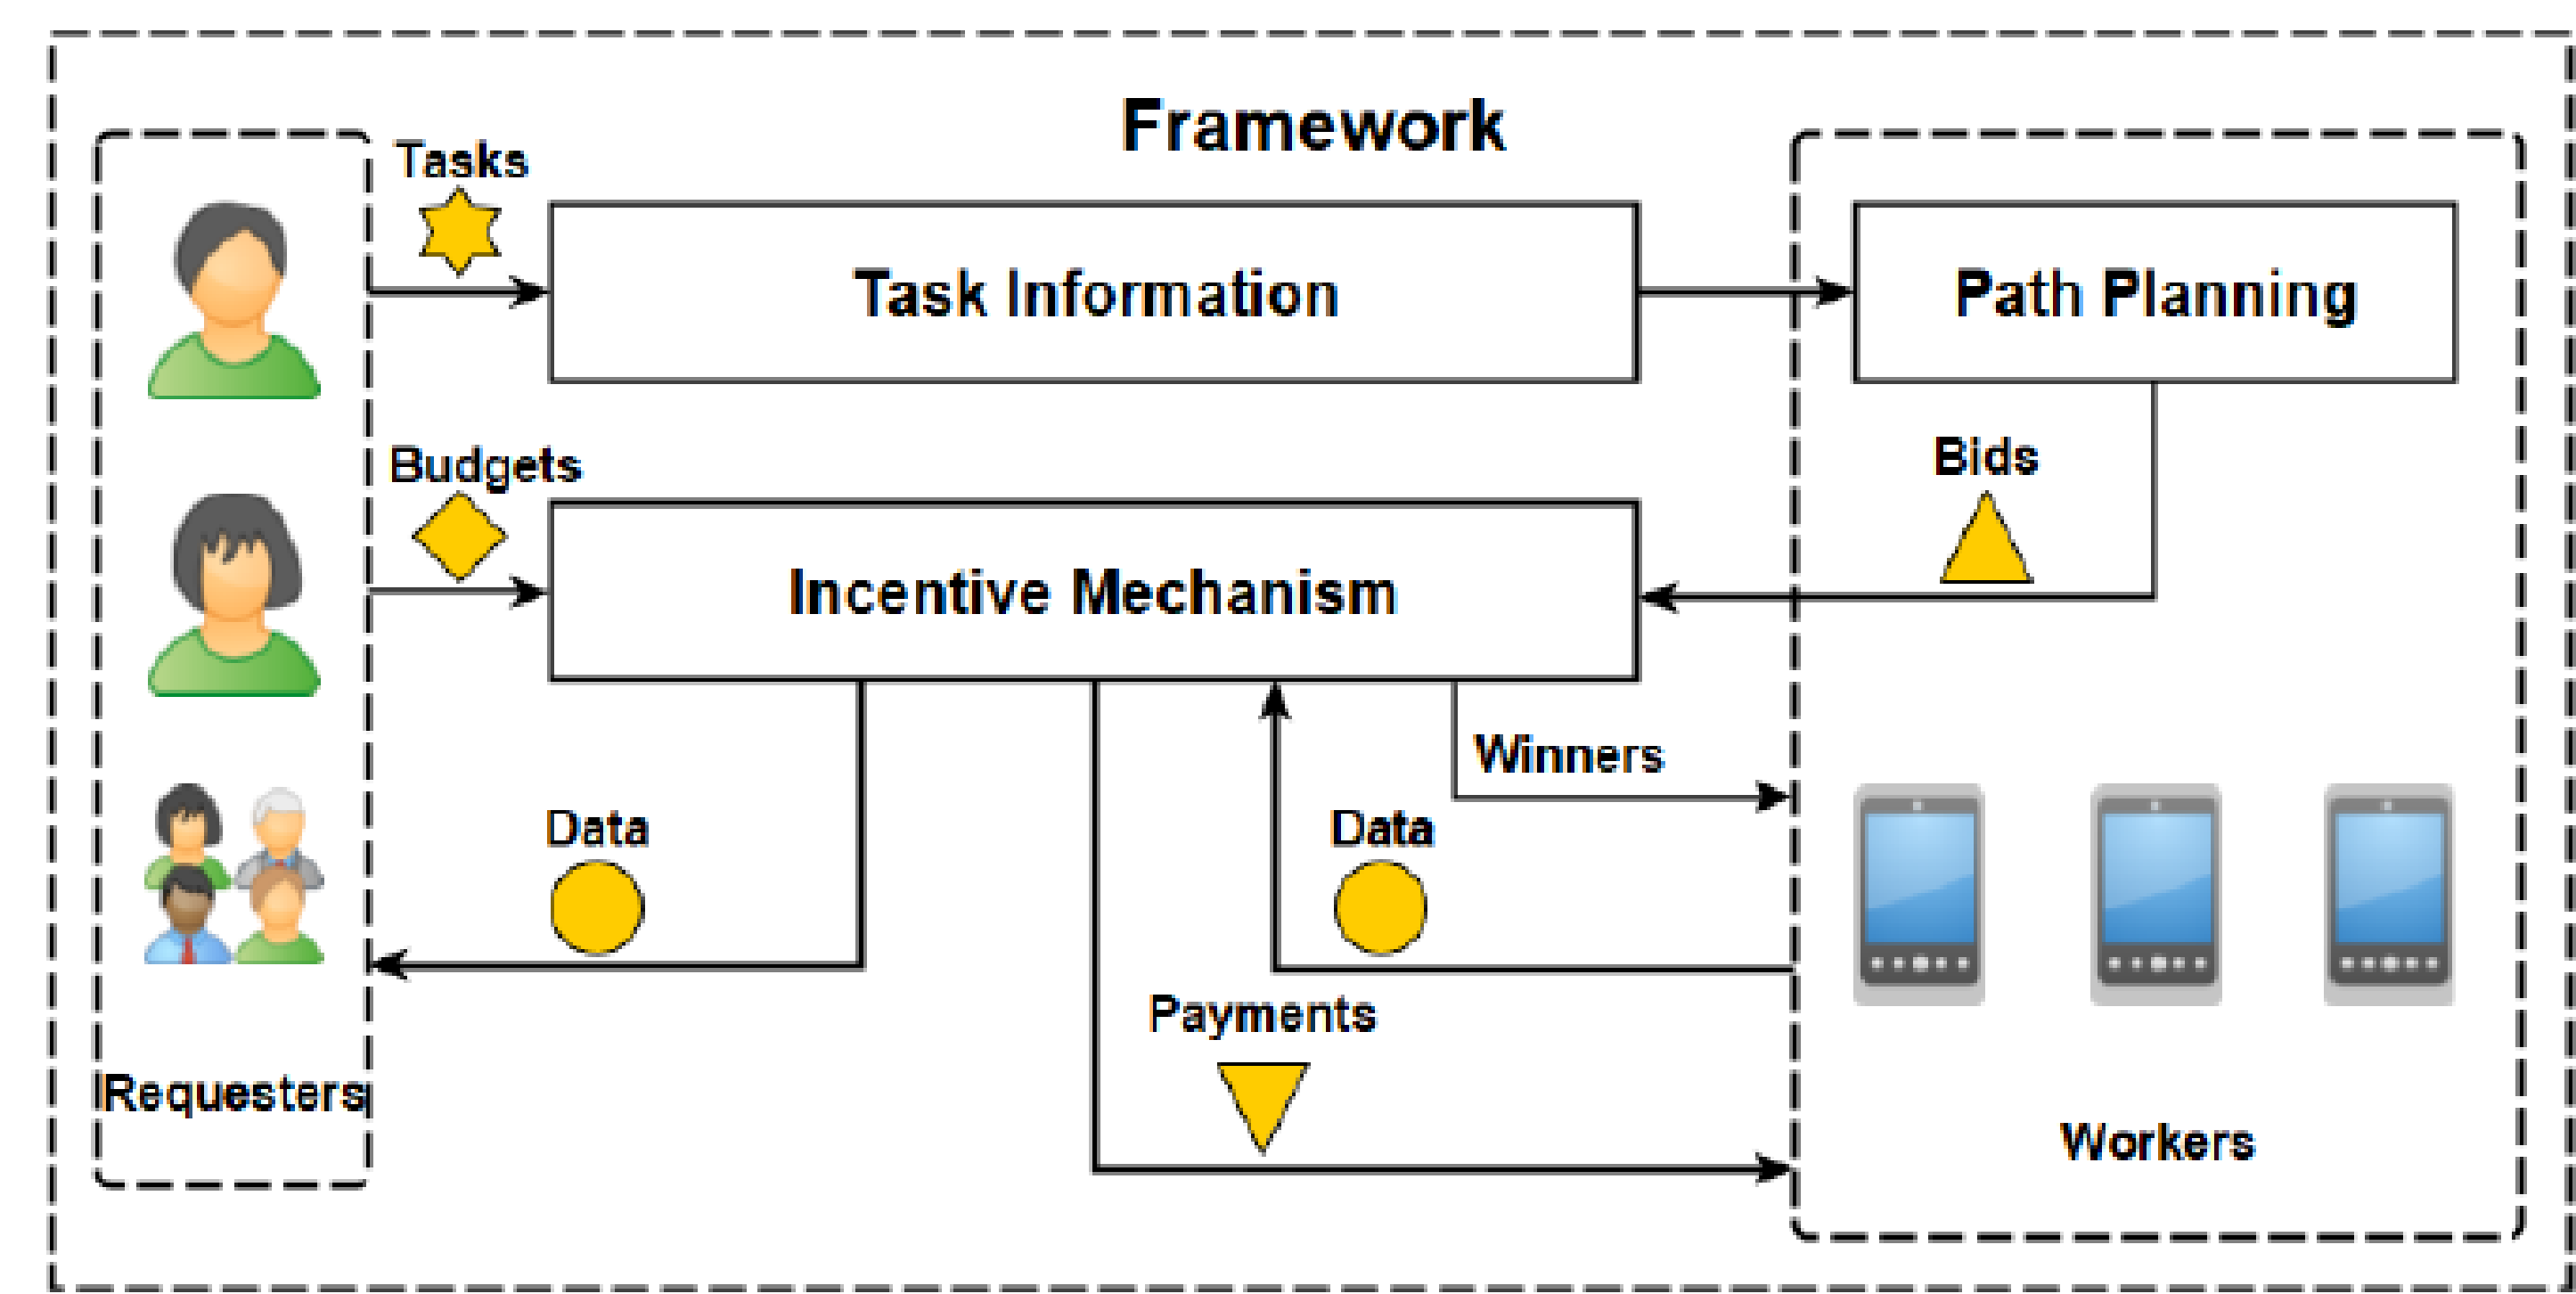 Framework
Tasks
Task Information
Path Planning
Budgets
Bids
Incentive Mechanism
Winners
Data
Data
Payments
Requesters
Workers